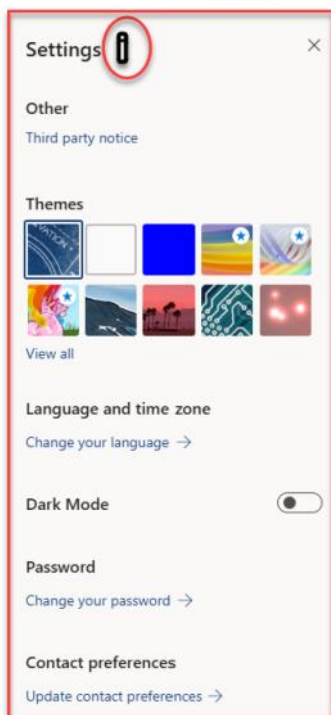 Settings i
Other
Third party notice
Themes
View all
Language and time zone
Change your language →
Dark Mode
Password
Change your password →
Contact preferences
Update contact preferences →